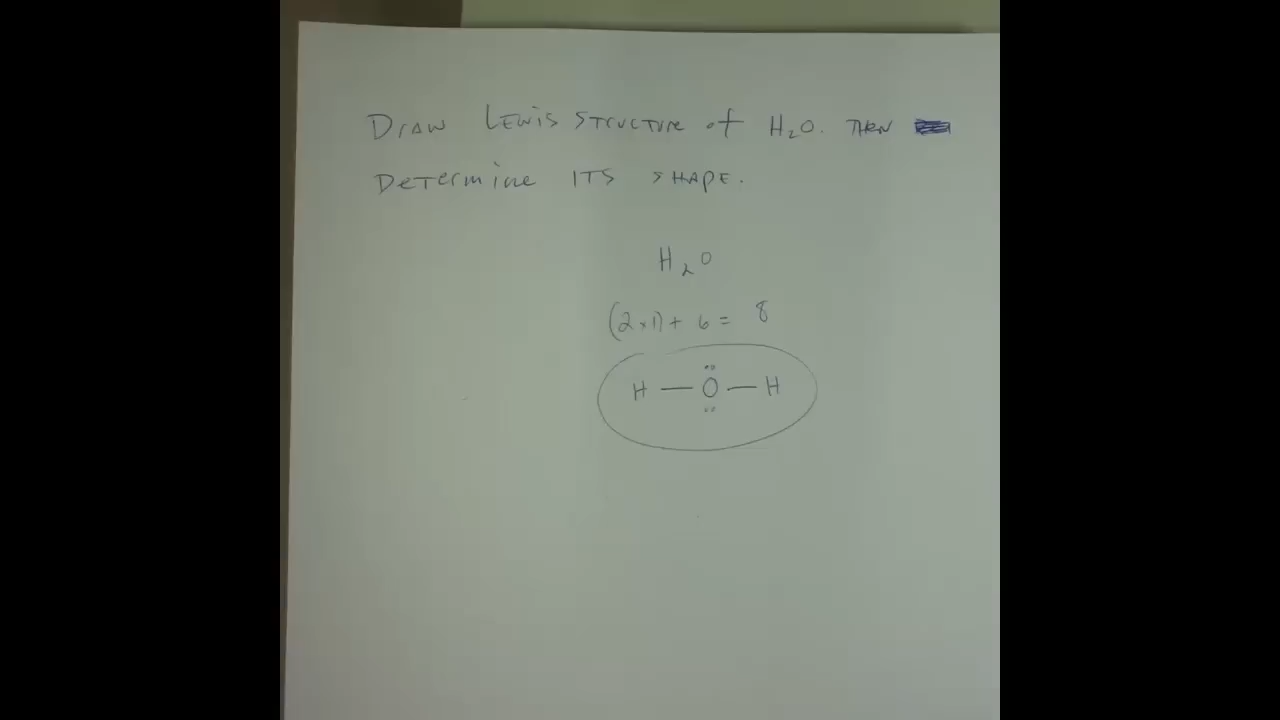 Draw Lewis structure of H₂O. Then
Determine its shape.
H₂O
(2×1) + 6 = 8
H — O — H